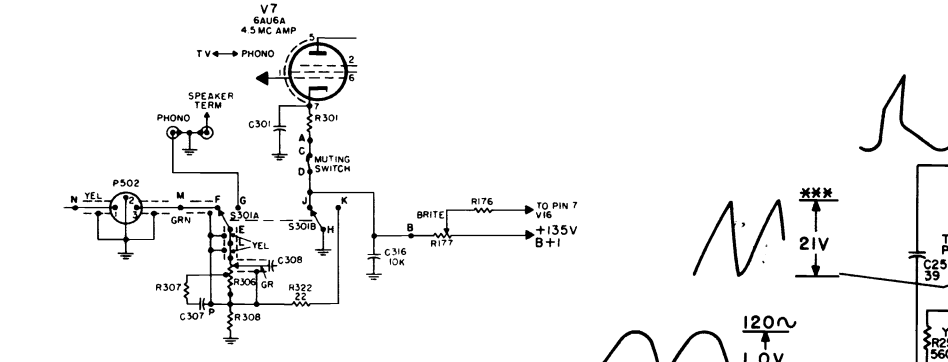 V7
6AU6A
4.5 MC AMP
5
TV ↔ PHONO
2
6
SPEAKER
TERM
7
PHONO
C301
R301
A
C
MUTING
SWITCH
D
P502
N
YEL
2
1
3
M
F
G
J
K
GRN
S301A
S301B
H
E
YEL
C308
R306
GR
R307
R322
22
C307
P
R308
R176
TO PIN 7
V16
BRITE
B
R177
+135V
B+1
C316
10K
***
21V
120~
1.0V
T
P
C25
39
Y
R2